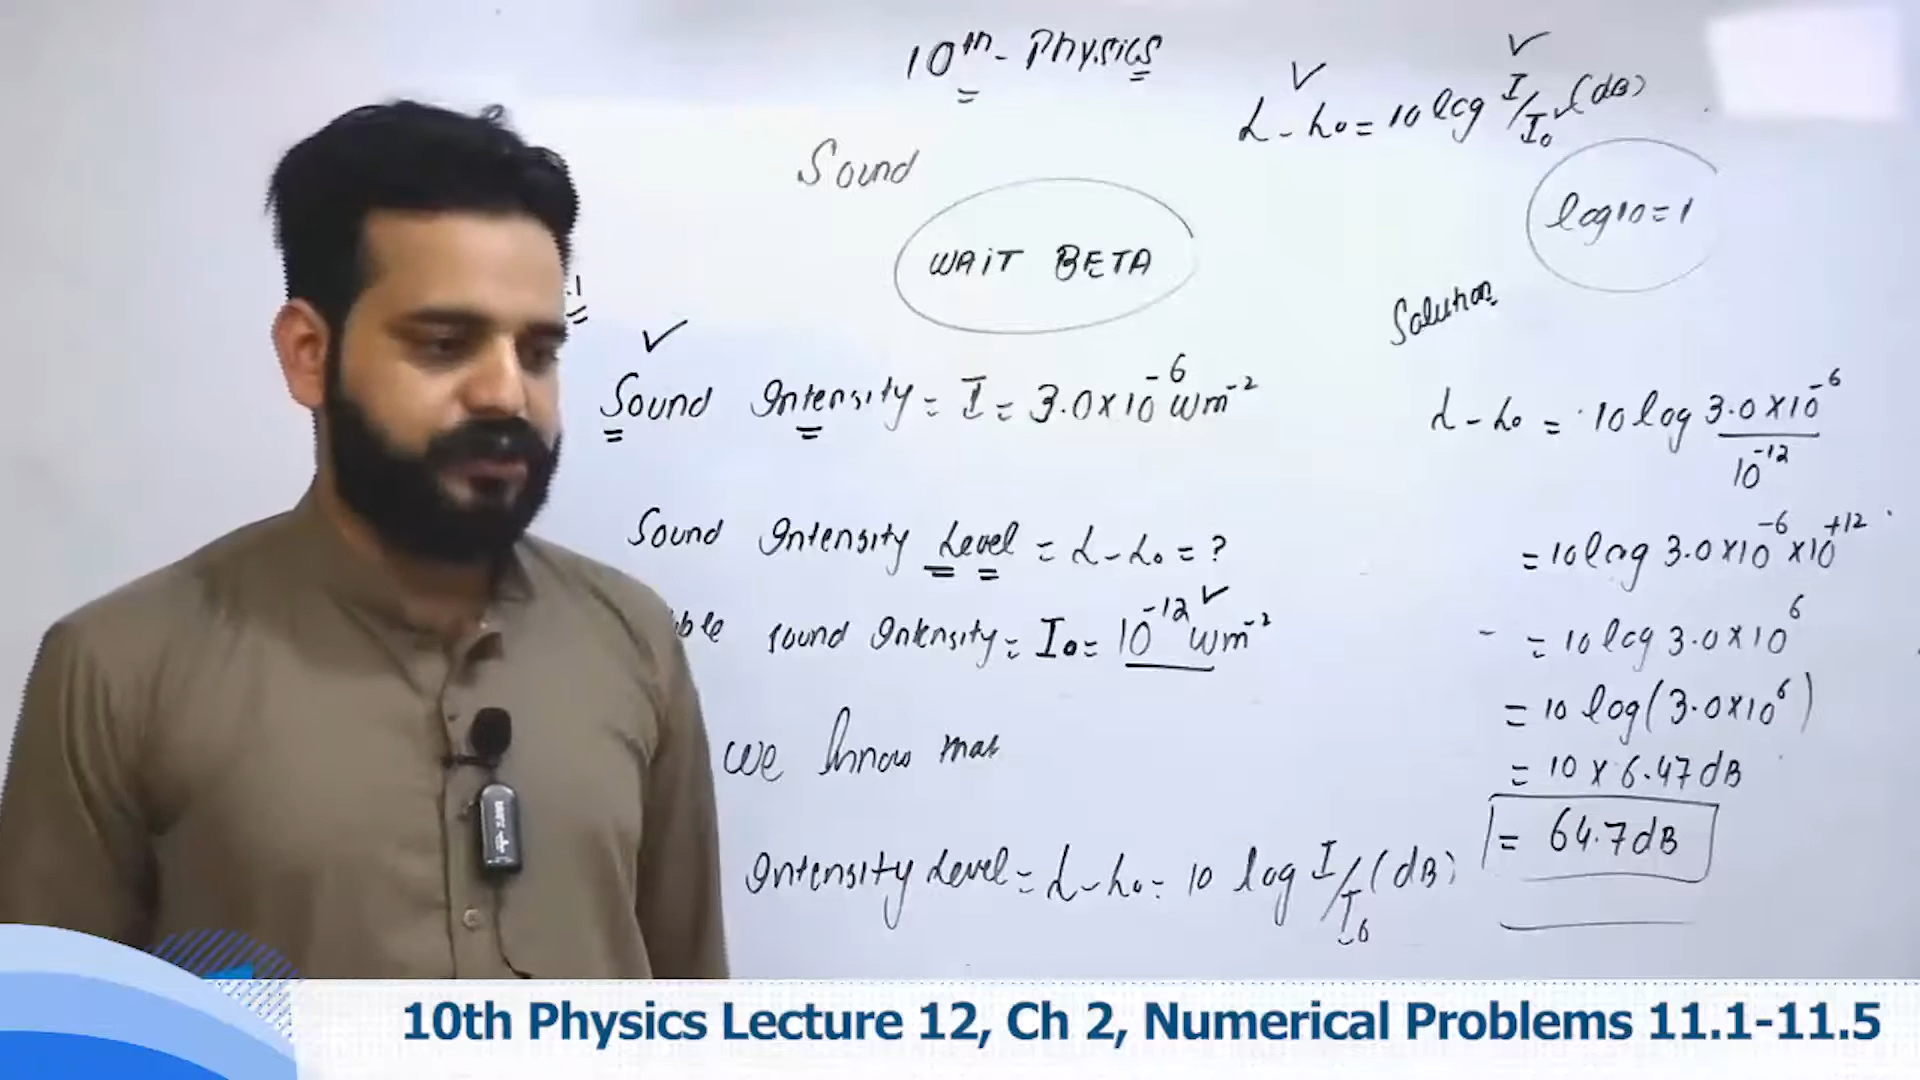 10th - Physics
L - L₀ = 10 log I/I₀ (dB)
Sound
log10 = 1
WAIT BETA
.1
Solution
Sound Intensity = I = 3.0 × 10⁻⁶ wm⁻²
L - L₀ = 10 log 3.0 × 10⁻⁶ / 10⁻¹²
Sound Intensity Level = L - L₀ = ?
= 10 log 3.0 × 10⁻⁶ × 10⁺¹²
ble sound Intensity = I₀ = 10⁻¹² wm⁻²
= 10 log 3.0 × 10⁶
= 10 log (3.0 × 10⁶)
We know that
= 10 × 6.47 dB
= 64.7 dB
Intensity Level = L - L₀ = 10 log I/I₀ (dB)
10th Physics Lecture 12, Ch 2, Numerical Problems 11.1-11.5